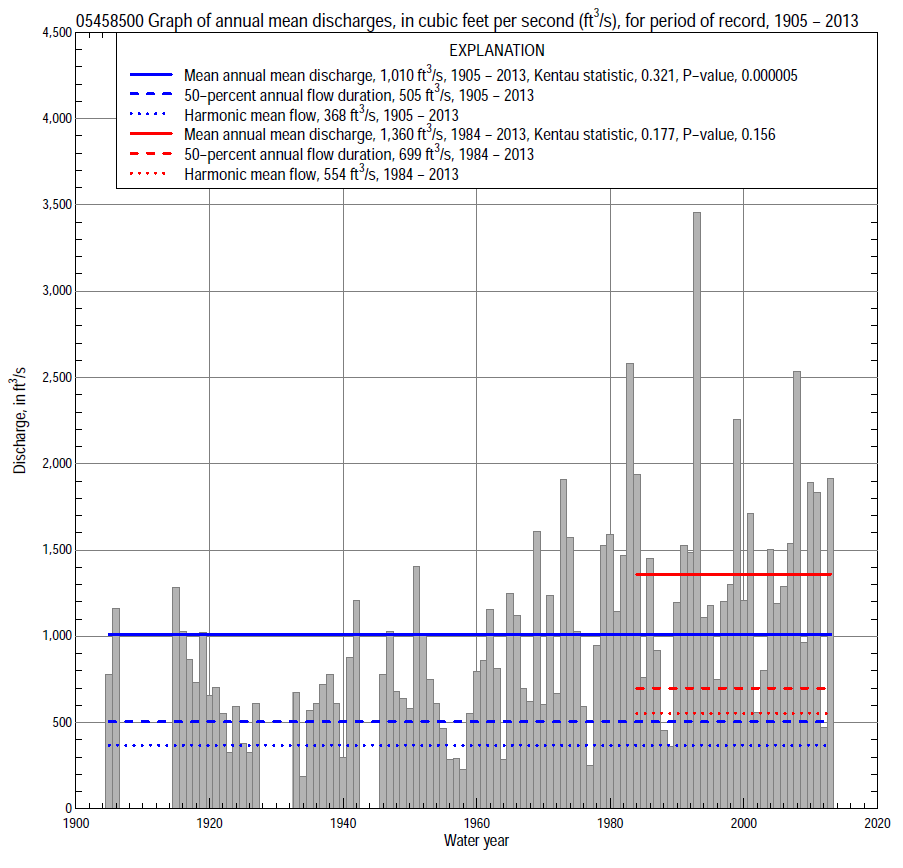 05458500 Graph of annual mean discharges, in cubic feet per second (ft³/s), for period of record, 1905 – 2013
EXPLANATION
Mean annual mean discharge, 1,010 ft³/s, 1905 – 2013, Kentau statistic, 0.321, P–value, 0.000005
50–percent annual flow duration, 505 ft³/s, 1905 – 2013
Harmonic mean flow, 368 ft³/s, 1905 – 2013
Mean annual mean discharge, 1,360 ft³/s, 1984 – 2013, Kentau statistic, 0.177, P–value, 0.156
50–percent annual flow duration, 699 ft³/s, 1984 – 2013
Harmonic mean flow, 554 ft³/s, 1984 – 2013
4,500
4,000
3,500
3,000
2,500
2,000
1,500
1,000
500
0
Discharge, in ft³/s
1900 1920 1940 1960 1980 2000 2020
Water year